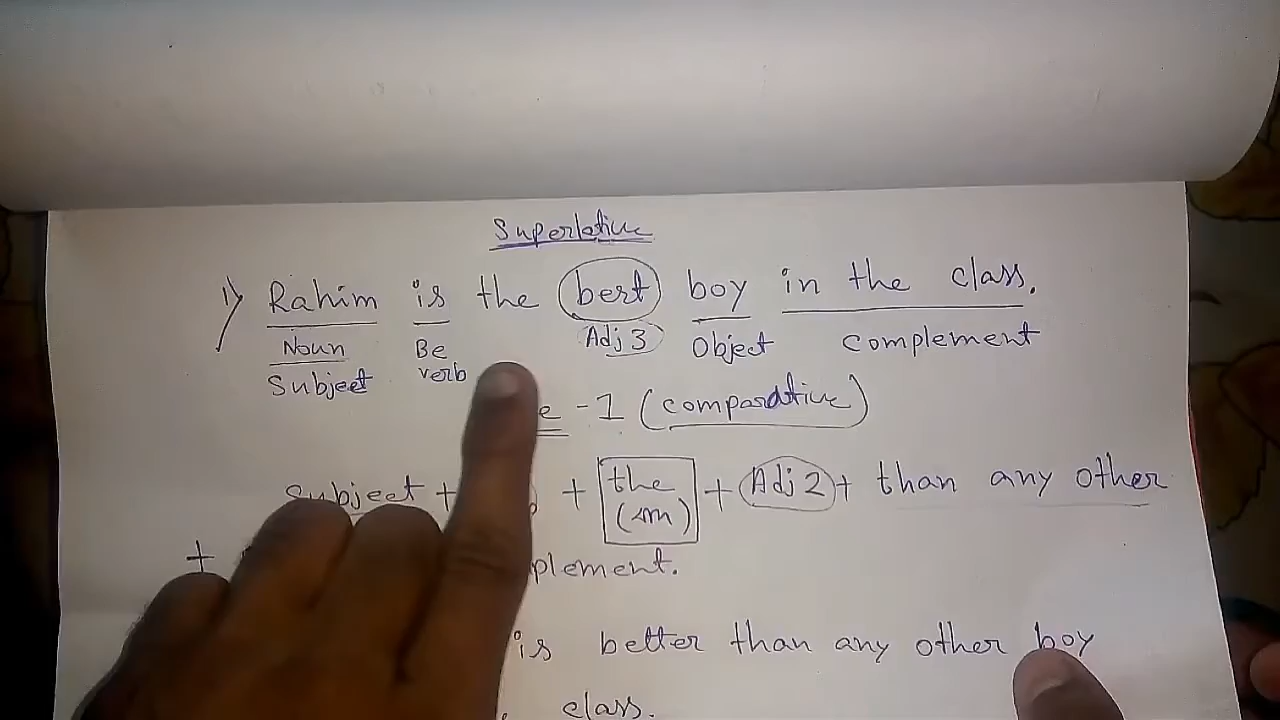 Superlative
1) Rahim is the best boy in the class.
Noun Be Adj 3 Object complement
Subject verb
e - 1 (comparative)
Subject + + the + Adj 2 + than any other
+ plement.
is better than any other boy
class.